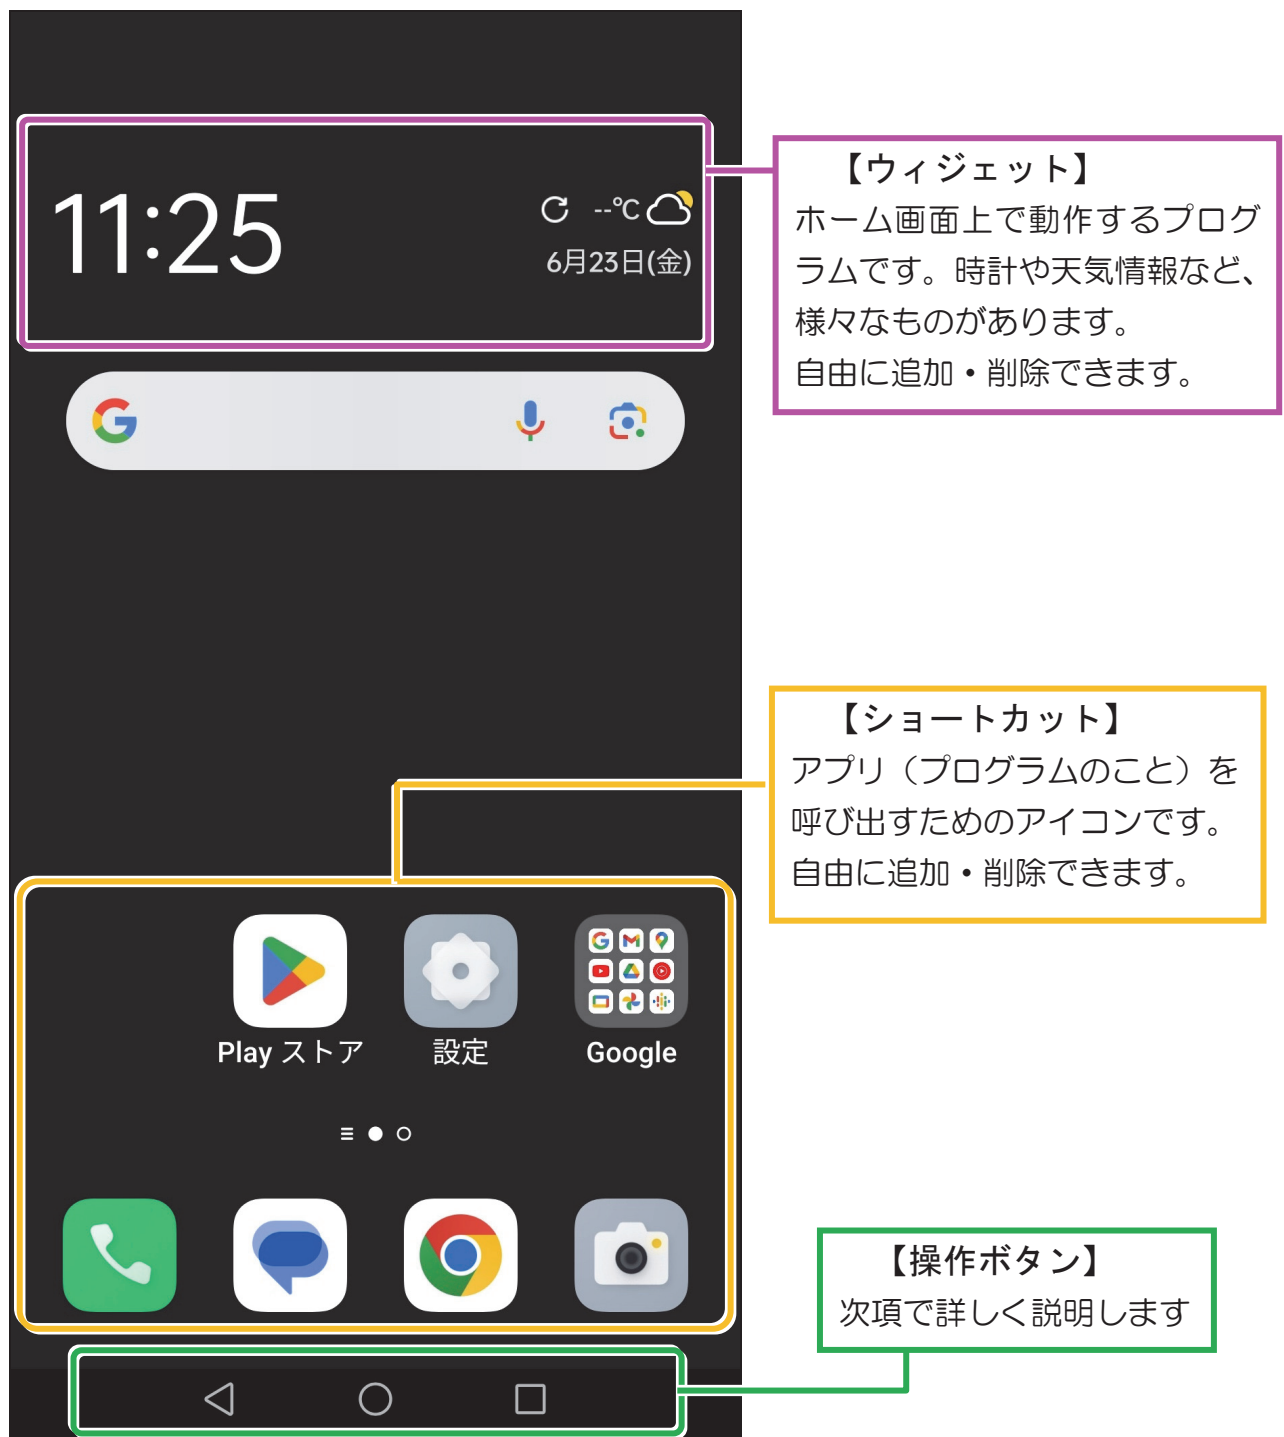 11:25
--℃
6月23日(金)
【ウィジェット】
ホーム画面上で動作するプログ
ラムです。時計や天気情報など、
様々なものがあります。
自由に追加・削除できます。
【ショートカット】
アプリ（プログラムのこと）を
呼び出すためのアイコンです。
自由に追加・削除できます。
Play ストア
設定
Google
【操作ボタン】
次項で詳しく説明します